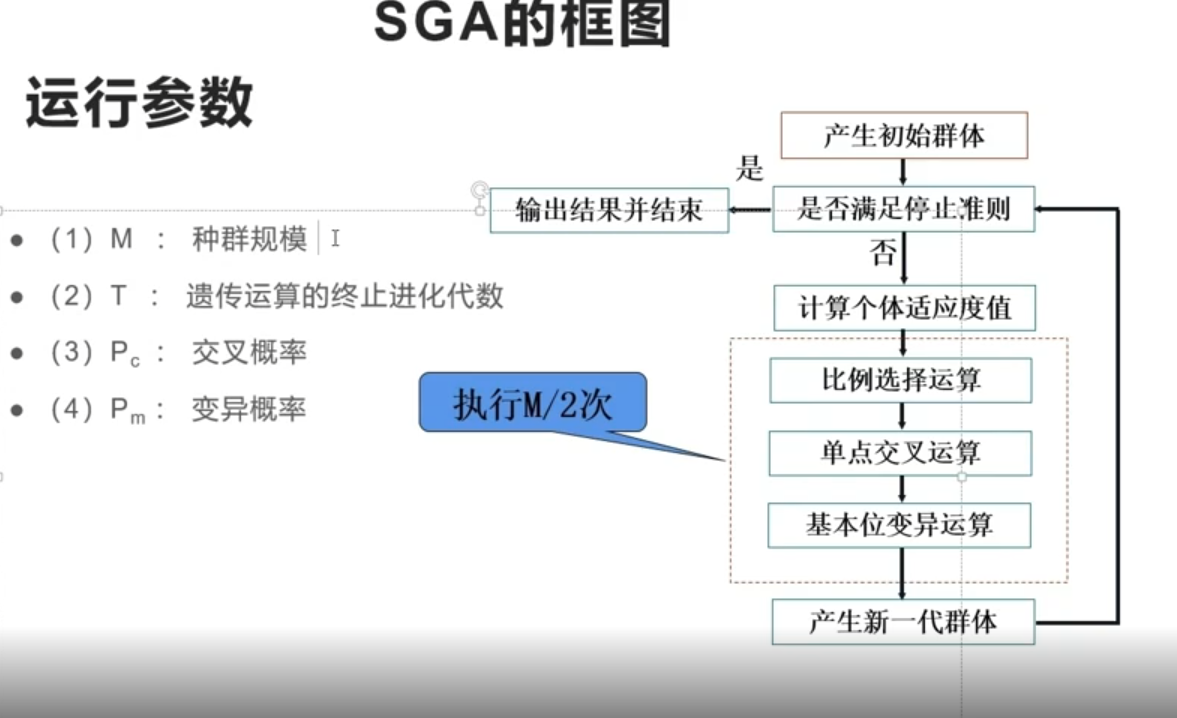 SGA的框图
运行参数
(1) M : 种群规模
(2) T : 遗传运算的终止进化代数
(3) Pc : 交叉概率
(4) Pm : 变异概率
产生初始群体
是否满足停止准则
是
输出结果并结束
否
计算个体适应度值
执行M/2次
比例选择运算
单点交叉运算
基本位变异运算
产生新一代群体